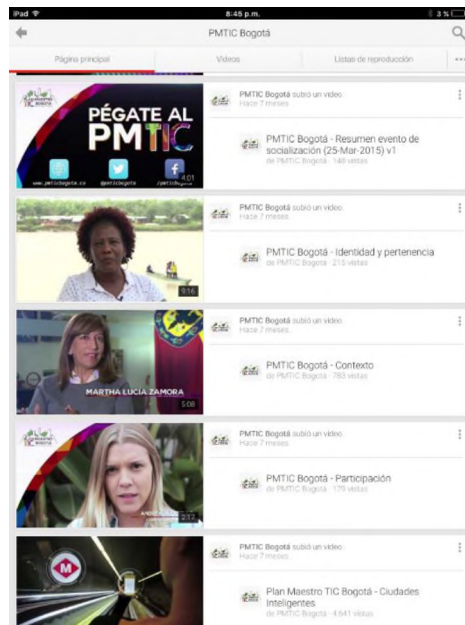 iPad
8:45 p.m.
3 %
PMTIC Bogotá
Página principal
Videos
Listas de reproducción
PÉGATE AL
PMTIC
www.pmticbogota.co
@pmticbogota
/pmticbogota
4:01
PMTIC Bogotá subió un video.
Hace 7 meses
PMTIC Bogotá - Resumen evento de
socialización (25-Mar-2015) v1
de PMTIC Bogotá · 148 vistas
9:16
PMTIC Bogotá subió un video.
Hace 7 meses
PMTIC Bogotá - Identidad y pertenencia
de PMTIC Bogotá · 215 vistas
MARTHA LUCÍA ZAMORA
5:08
PMTIC Bogotá subió un video.
Hace 7 meses
PMTIC Bogotá - Contexto
de PMTIC Bogotá · 783 vistas
2:17
PMTIC Bogotá subió un video.
Hace 7 meses
PMTIC Bogotá - Participación
de PMTIC Bogotá · 179 vistas
M
PMTIC Bogotá subió un video.
Hace 7 meses
Plan Maestro TIC Bogotá - Ciudades
Inteligentes
de PMTIC Bogotá · 4.641 vistas